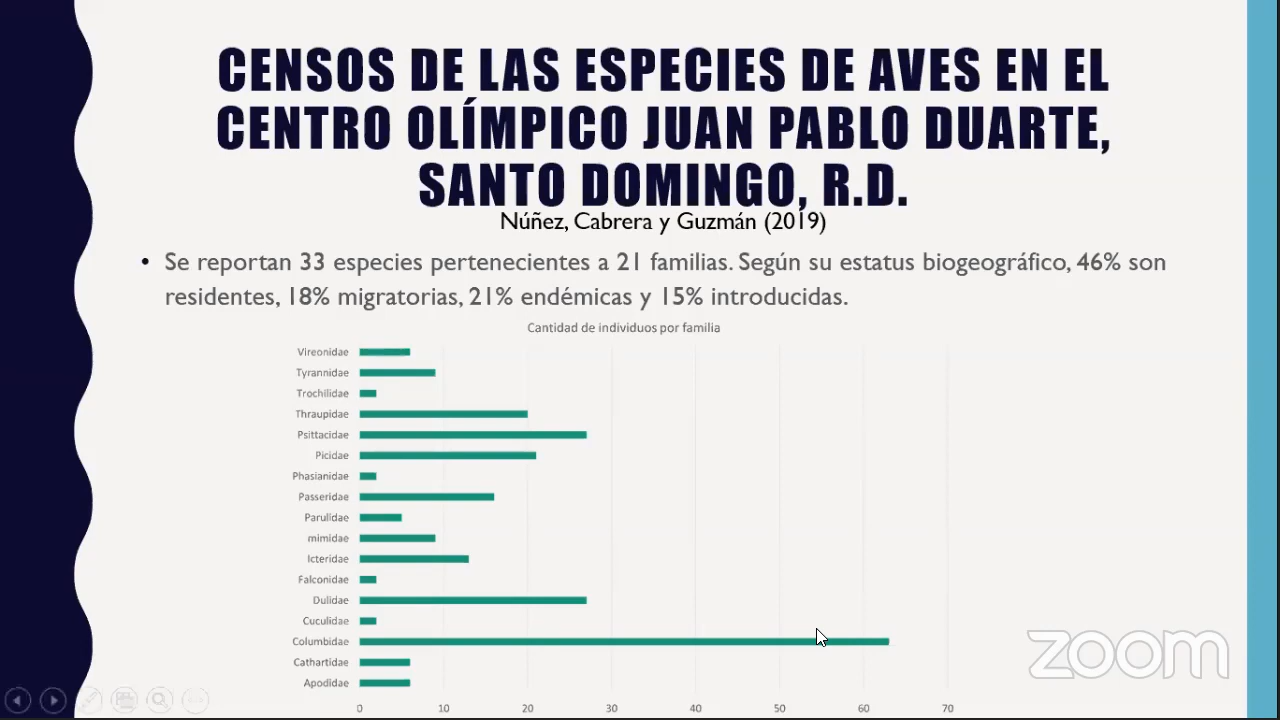 CENSOS DE LAS ESPECIES DE AVES EN EL
CENTRO OLÍMPICO JUAN PABLO DUARTE,
SANTO DOMINGO, R.D.
Núñez, Cabrera y Guzmán (2019)
• Se reportan 33 especies pertenecientes a 21 familias. Según su estatus biogeográfico, 46% son
residentes, 18% migratorias, 21% endémicas y 15% introducidas.
Cantidad de individuos por familia
Vireonidae
Tyrannidae
Trochilidae
Thraupidae
Psittacidae
Picidae
Phasianidae
Passeridae
Parulidae
mimidae
Icteridae
Falconidae
Dulidae
Cuculidae
Columbidae
Cathartidae
Apodidae
0 10 20 30 40 50 60 70
zoom